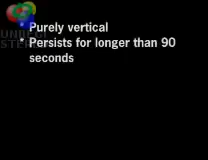 * Purely vertical
* Persists for longer than 90
seconds